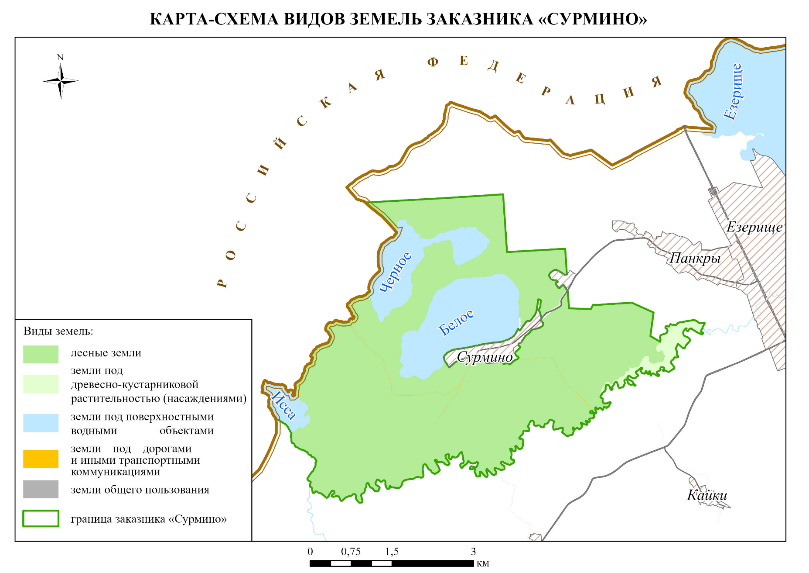 КАРТА-СХЕМА ВИДОВ ЗЕМЕЛЬ ЗАКАЗНИКА «СУРМИНО»
N
РОССИЙСКАЯ ФЕДЕРАЦИЯ
Езерище
Езерище
Панкры
Черное
Белое
Сурмино
Исса
Кайки
Виды земель:
лесные земли
земли под
древесно-кустарниковой
растительностью (насаждениями)
земли под поверхностными
водными объектами
земли под дорогами
и иными транспортными
коммуникациями
земли общего пользования
граница заказника «Сурмино»
0 0,75 1,5 3
км